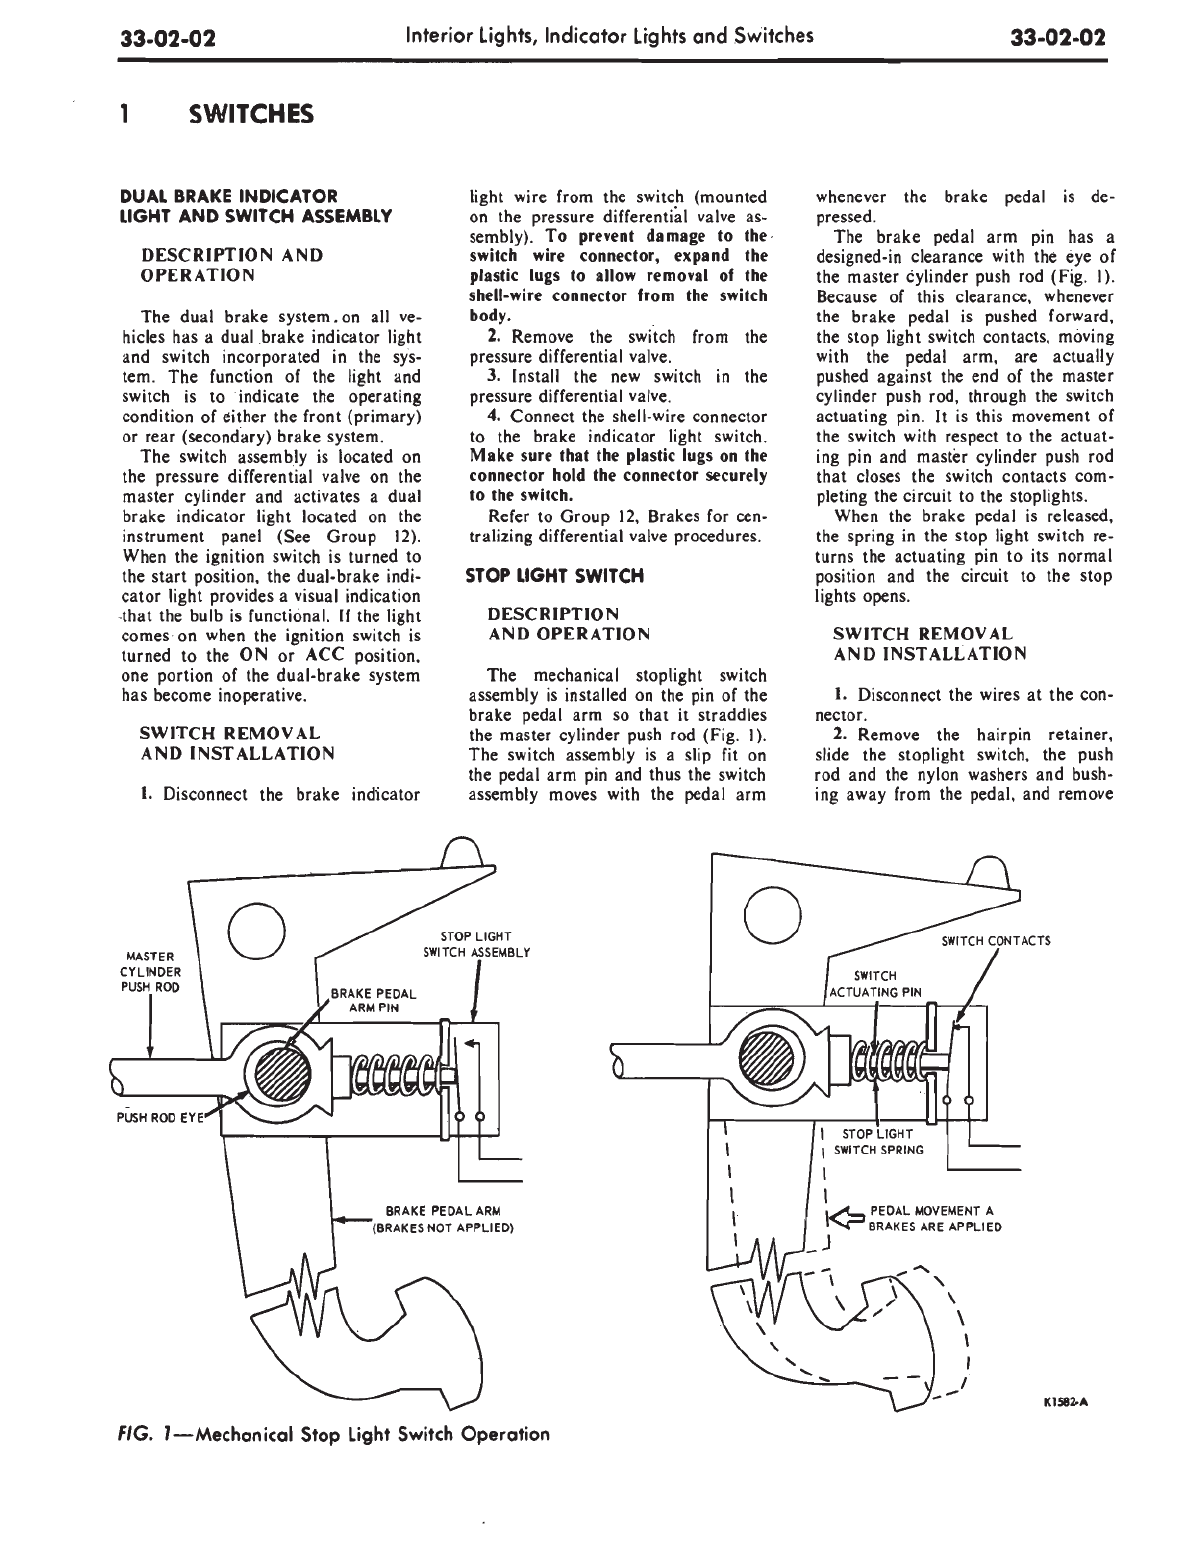 33-02-02
Interior Lights, Indicator Lights and Switches
33-02-02
1 SWITCHES
DUAL BRAKE INDICATOR
LIGHT AND SWITCH ASSEMBLY
DESCRIPTION AND
OPERATION
The dual brake system on all ve-
hicles has a dual brake indicator light
and switch incorporated in the sys-
tem. The function of the light and
switch is to indicate the operating
condition of either the front (primary)
or rear (secondary) brake system.
The switch assembly is located on
the pressure differential valve on the
master cylinder and activates a dual
brake indicator light located on the
instrument panel (See Group 12).
When the ignition switch is turned to
the start position, the dual-brake indi-
cator light provides a visual indication
that the bulb is functional. If the light
comes on when the ignition switch is
turned to the ON or ACC position,
one portion of the dual-brake system
has become inoperative.
SWITCH REMOVAL
AND INSTALLATION
1. Disconnect the brake indicator
light wire from the switch (mounted
on the pressure differential valve as-
sembly). To prevent damage to the
switch wire connector, expand the
plastic lugs to allow removal of the
shell-wire connector from the switch
body.
2. Remove the switch from the
pressure differential valve.
3. Install the new switch in the
pressure differential valve.
4. Connect the shell-wire connector
to the brake indicator light switch.
Make sure that the plastic lugs on the
connector hold the connector securely
to the switch.
Refer to Group 12, Brakes for cen-
tralizing differential valve procedures.
STOP LIGHT SWITCH
DESCRIPTION
AND OPERATION
The mechanical stoplight switch
assembly is installed on the pin of the
brake pedal arm so that it straddles
the master cylinder push rod (Fig. 1).
The switch assembly is a slip fit on
the pedal arm pin and thus the switch
assembly moves with the pedal arm
whenever the brake pedal is de-
pressed.
The brake pedal arm pin has a
designed-in clearance with the eye of
the master cylinder push rod (Fig. 1).
Because of this clearance, whenever
the brake pedal is pushed forward,
the stop light switch contacts, moving
with the pedal arm, are actually
pushed against the end of the master
cylinder push rod, through the switch
actuating pin. It is this movement of
the switch with respect to the actuat-
ing pin and master cylinder push rod
that closes the switch contacts com-
pleting the circuit to the stoplights.
When the brake pedal is released,
the spring in the stop light switch re-
turns the actuating pin to its normal
position and the circuit to the stop
lights opens.
SWITCH REMOVAL
AND INSTALLATION
1. Disconnect the wires at the con-
nector.
2. Remove the hairpin retainer,
slide the stoplight switch, the push
rod and the nylon washers and bush-
ing away from the pedal, and remove
MASTER
CYLINDER
PUSH ROD
STOP LIGHT
SWITCH ASSEMBLY
BRAKE PEDAL
ARM PIN
PUSH ROD EYE
BRAKE PEDAL ARM
(BRAKES NOT APPLIED)
SWITCH CONTACTS
SWITCH
ACTUATING PIN
STOP LIGHT
SWITCH SPRING
PEDAL MOVEMENT A
BRAKES ARE APPLIED
K1582-A
FIG. 1—Mechanical Stop Light Switch Operation